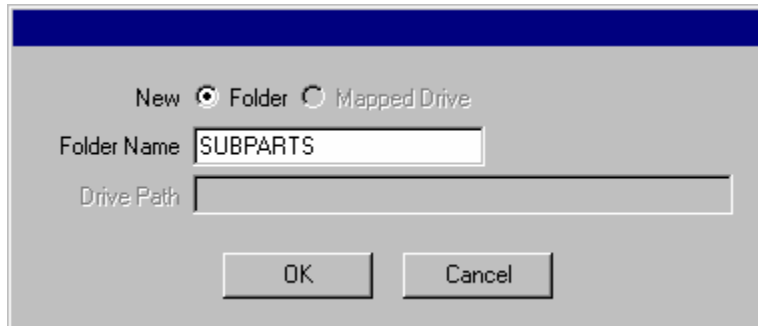 New Folder Mapped Drive
Folder Name SUBPARTS
Drive Path
OK Cancel